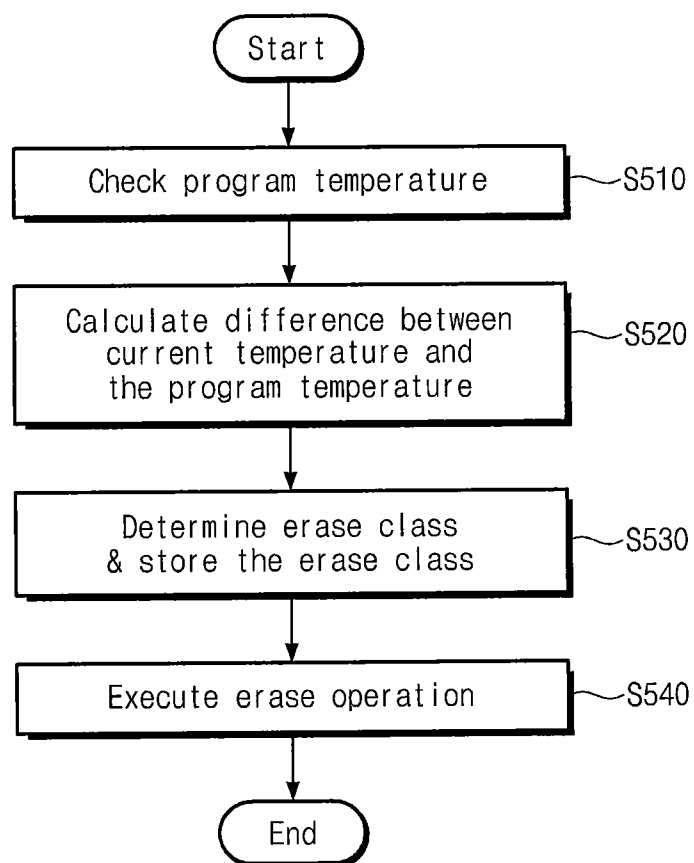 Start
Check program temperature
S510
Calculate difference between
current temperature and
the program temperature
S520
Determine erase class
& store the erase class
S530
Execute erase operation
S540
End